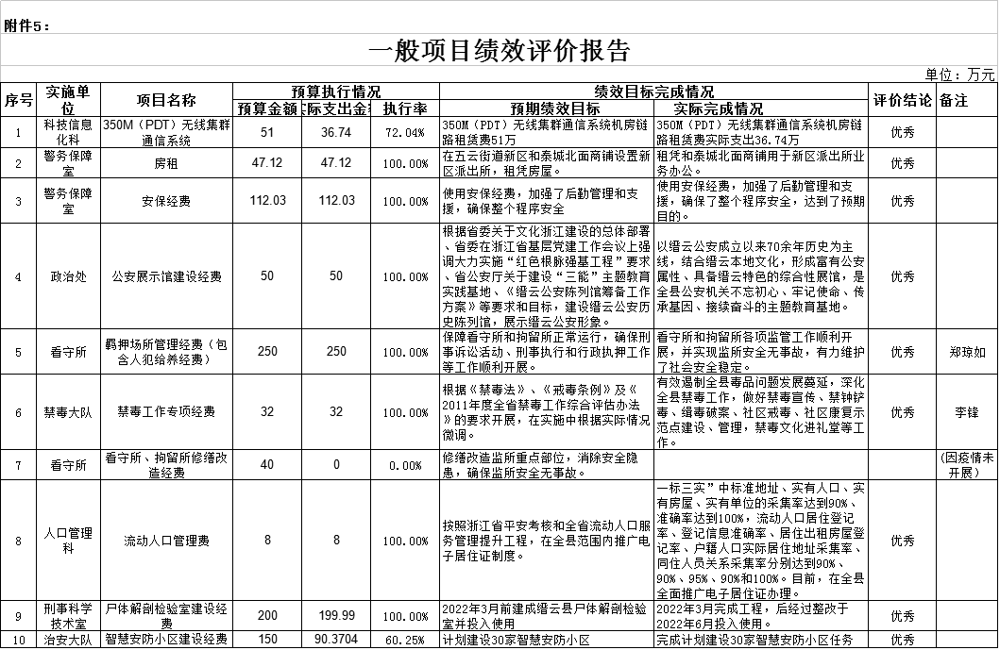 附件5：
一般项目绩效评价报告
单位：万元
序号 实施单位 项目名称 预算执行情况 绩效目标完成情况 评价结论 备注
预算金额 实际支出金额 执行率 预期绩效目标 实际完成情况
1 科技信息化科 350M（PDT）无线集群通信系统 51 36.74 72.04% 350M（PDT）无线集群通信系统机房链路租赁费51万 350M（PDT）无线集群通信系统机房链路租赁费实际支出36.74万 优秀
2 警务保障室 房租 47.12 47.12 100.00% 在五云街道新区和泰城北面商铺设置新区派出所，租凭房屋。 租凭和泰城北面商铺用于新区派出所业务办公。 优秀
3 警务保障室 安保经费 112.03 112.03 100.00% 使用安保经费，加强了后勤管理和支援，确保整个程序安全 使用安保经费，加强了后勤管理和支援，确保了整个程序安全，达到了预期目的。 优秀
4 政治处 公安展示馆建设经费 50 50 100.00% 根据省委关于文化浙江建设的总体部署、省委在浙江省基层党建工作会议上强调大力实施“红色根脉强基工程”要求、省公安厅关于建设“三能”主题教育实践基地、《缙云公安陈列馆筹备工作方案》等要求和目标，建设缙云公安历史陈列馆，展示缙云公安形象。 以缙云公安成立以来70余年历史为主线，结合缙云本地文化，形成富有公安属性、具备缙云特色的综合性展馆，是全县公安机关不忘初心、牢记使命、传承基因、接续奋斗的主题教育基地。 优秀
5 看守所 羁押场所管理经费（包含人犯给养经费） 250 250 100.00% 保障看守所和拘留所正常运行，确保刑事诉讼活动、刑事执行和行政执押工作等工作顺利开展。 看守所和拘留所各项监管工作顺利开展，并实现监所安全无事故，有力维护了社会安全稳定。 优秀 郑琼如
6 禁毒大队 禁毒工作专项经费 32 32 100.00% 根据《禁毒法》、《戒毒条例》及《2011年度全省禁毒工作综合评估办法》的要求开展，在实施中根据实际情况微调。 有效遏制全县毒品问题发展蔓延，深化全县禁毒工作，做好禁毒宣传、禁钟铲毒、缉毒破案、社区戒毒、社区康复示范点建设、管理，禁毒文化进礼堂等工作。 优秀 李锋
7 看守所 看守所、拘留所修缮改造经费 40 0 0.00% 修缮改造监所重点部位，消除安全隐患，确保监所安全无事故。 （因疫情未开展）
8 人口管理科 流动人口管理费 8 8 100.00% 按照浙江省平安考核和全省流动人口服务管理提升工程，在全县范围内推广电子居住证制度。 一标三实”中标准地址、实有人口、实有房屋、实有单位的采集率达到90%、准确率达到100%，流动人口居住登记率、登记信息准确率、居住出租房屋登记率、户籍人口实际居住地址采集率、同住人员关系采集率分别达到90%、90%、95%、90%和100%。目前，在全县全面推广电子居住证办理。 优秀
9 刑事科学技术室 尸体解剖检验室建设经费 200 199.99 100.00% 2022年3月前建成缙云县尸体解剖检验室并投入使用 2022年3月完成工程，后经过整改于2022年6月投入使用。 优秀
10 治安大队 智慧安防小区建设经费 150 90.3704 60.25% 计划建设30家智慧安防小区 完成计划建设30家智慧安防小区任务 优秀